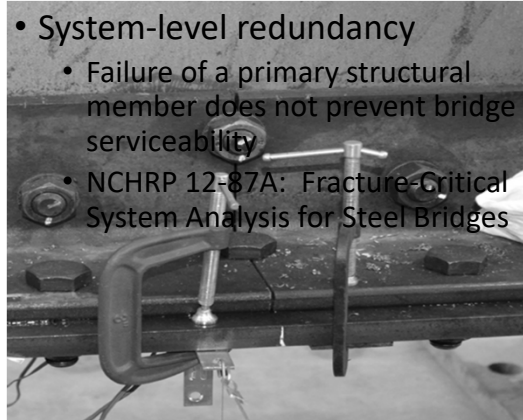 • System-level redundancy
• Failure of a primary structural
member does not prevent bridge
serviceability
• NCHRP 12-87A: Fracture-Critical
System Analysis for Steel Bridges